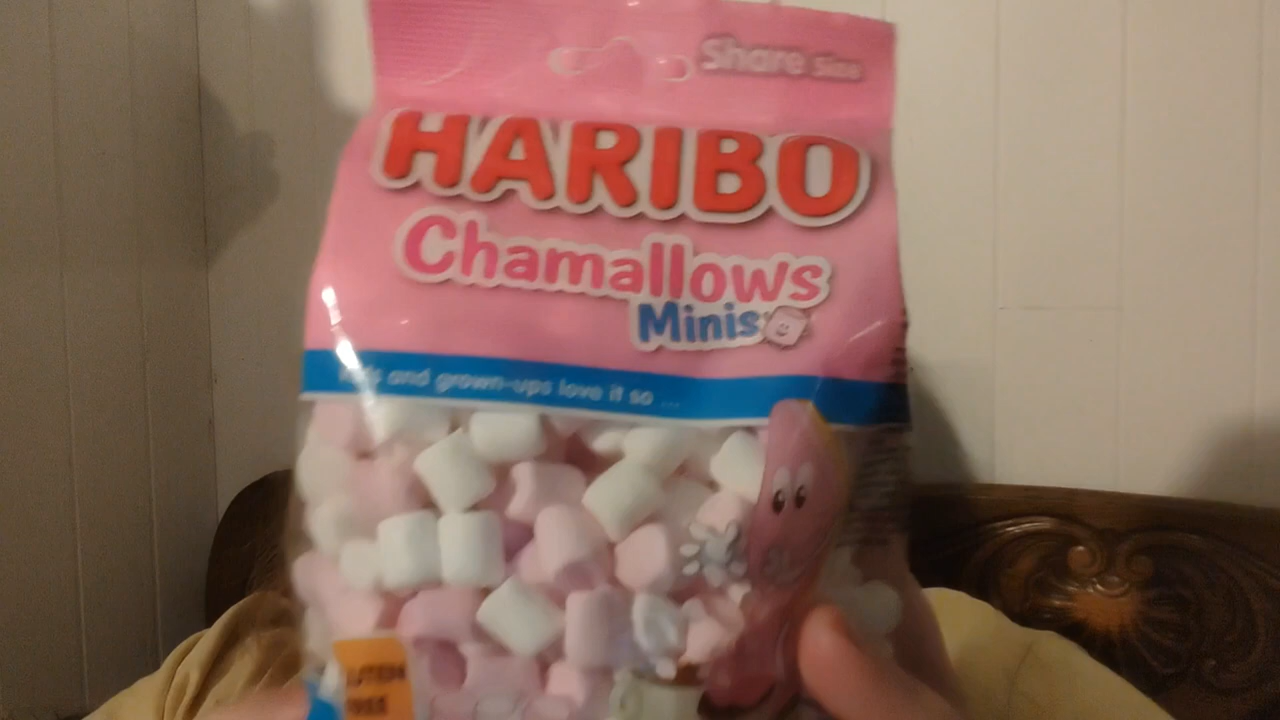 Share size
HARIBO
Chamallows
Minis
and grown-ups love it so ...